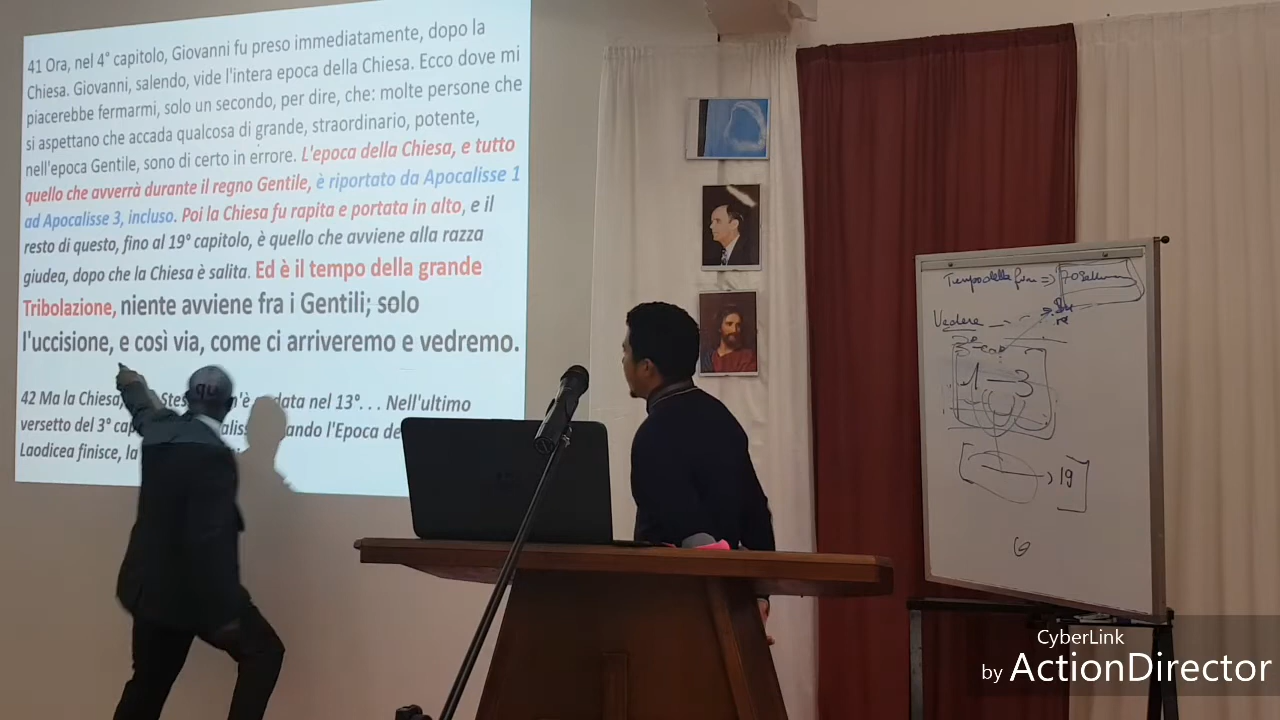 41 Ora, nel 4° capitolo, Giovanni fu preso immediatamente, dopo la
Chiesa. Giovanni, salendo, vide l'intera epoca della Chiesa. Ecco dove mi
piacerebbe fermarmi, solo un secondo, per dire, che: molte persone che
si aspettano che accada qualcosa di grande, straordinario, potente,
nell'epoca Gentile, sono di certo in errore. L'epoca della Chiesa, e tutto
quello che avverrà durante il regno Gentile, è riportato da Apocalisse 1
ad Apocalisse 3, incluso. Poi la Chiesa fu rapita e portata in alto, e il
resto di questo, fino al 19° capitolo, è quello che avviene alla razza
giudea, dopo che la Chiesa è salita. Ed è il tempo della grande
Tribolazione, niente avviene fra i Gentili; solo
l'uccisione, e così via, come ci arriveremo e vedremo.
42 Ma la Chiesa, data nel 13°. . . Nell'ultimo
versetto del 3° l'Epoca
Laodicea finisce,
Tempo della fine =>
Vedere
1 - 3
19
CyberLink
by ActionDirector